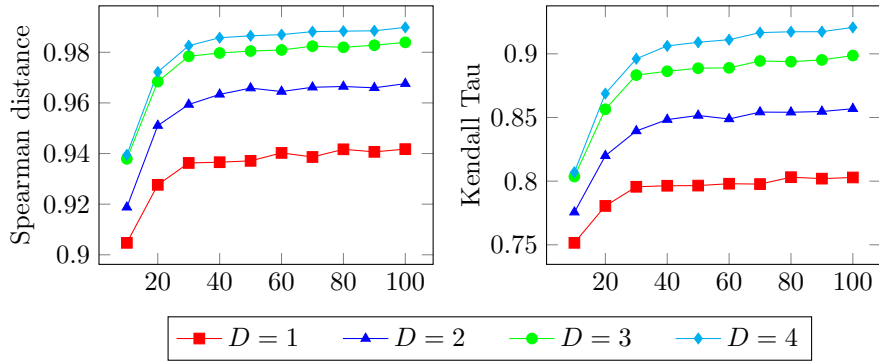 Spearman distance
0.98
0.96
0.94
0.92
0.9
20 40 60 80 100
Kendall Tau
0.9
0.85
0.8
0.75
20 40 60 80 100
D = 1 D = 2 D = 3 D = 4